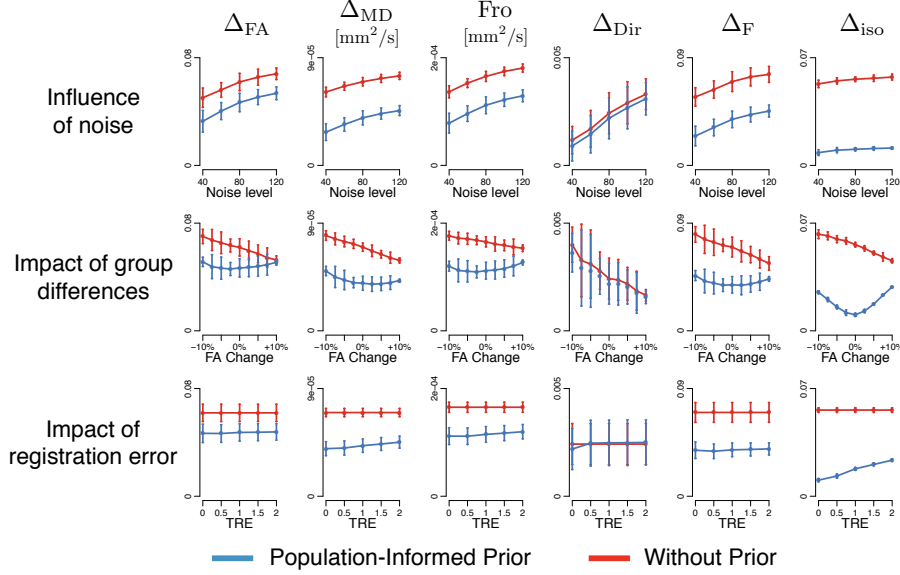 Δ_FA Δ_MD [mm²/s] Fro [mm²/s] Δ_Dir Δ_F Δ_iso
Influence of noise
0.08 0
9e−05 0
2e−04 0
0.005 0
0.09 0
0.07 0
40 80 120 40 80 120 40 80 120 40 80 120 40 80 120 40 80 120
Noise level Noise level Noise level Noise level Noise level Noise level
Impact of group differences
0.08 0
9e−05 0
2e−04 0
0.005 0
0.09 0
0.07 0
−10% 0% +10% −10% 0% +10% −10% 0% +10% −10% 0% +10% −10% 0% +10% −10% 0% +10%
FA Change FA Change FA Change FA Change FA Change FA Change
Impact of registration error
0.08 0
9e−05 0
2e−04 0
0.005 0
0.09 0
0.07 0
0 0.5 1 1.5 2 0 0.5 1 1.5 2 0 0.5 1 1.5 2 0 0.5 1 1.5 2 0 0.5 1 1.5 2 0 0.5 1 1.5 2
TRE TRE TRE TRE TRE TRE
Population-Informed Prior Without Prior